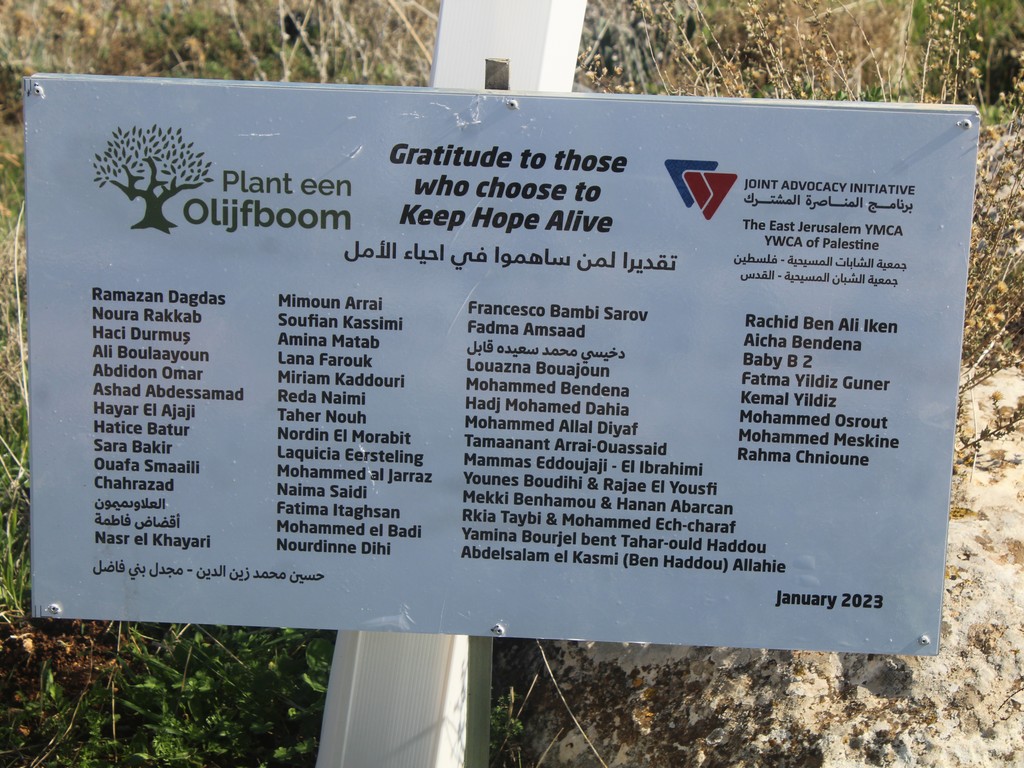 Plant een
Olijfboom
Gratitude to those
who choose to
Keep Hope Alive
تقديرا لمن ساهموا في احياء الأمل
JOINT ADVOCACY INITIATIVE
برنامج المناصرة المشترك
The East Jerusalem YMCA
YWCA of Palestine
جمعية الشابات المسيحية - فلسطين
جمعية الشبان المسيحية - القدس
Ramazan Dagdas
Noura Rakkab
Haci Durmuş
Ali Boulaayoun
Abdidon Omar
Ashad Abdessamad
Hayar El Ajaji
Hatice Batur
Sara Bakir
Ouafa Smaaili
Chahrazad
العلاونميون
أقضاض فاطمة
Nasr el Khayari
حسين محمد زين الدين - مجدل بني فاضل
Mimoun Arrai
Soufian Kassimi
Amina Matab
Lana Farouk
Miriam Kaddouri
Reda Naimi
Taher Nouh
Nordin El Morabit
Laquicia Eersteling
Mohammed al Jarraz
Naima Saidi
Fatima Itaghsan
Mohammed el Badi
Nourdinne Dihi
Francesco Bambi Sarov
Fadma Amsaad
دخيسي محمد سعيده قابل
Louazna Bouajoun
Mohammed Bendena
Hadj Mohamed Dahia
Mohammed Allal Diyaf
Tamaanant Arrai-Ouassaid
Mammas Eddoujaji - El Ibrahimi
Younes Boudihi & Rajae El Yousfi
Mekki Benhamou & Hanan Abarcan
Rkia Taybi & Mohammed Ech-charaf
Yamina Bourjel bent Tahar-ould Haddou
Abdelsalam el Kasmi (Ben Haddou) Allahie
Rachid Ben Ali Iken
Aicha Bendena
Baby B 2
Fatma Yildiz Guner
Kemal Yildiz
Mohammed Osrout
Mohammed Meskine
Rahma Chnioune
January 2023